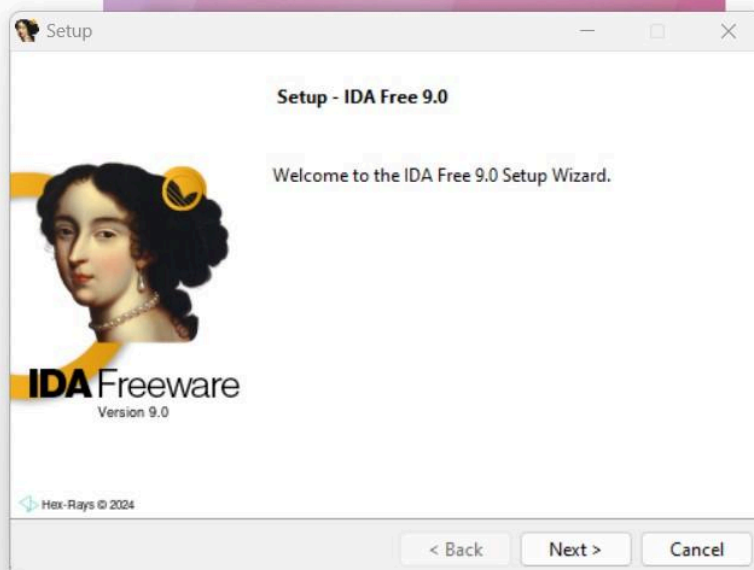 Setup
Setup - IDA Free 9.0
Welcome to the IDA Free 9.0 Setup Wizard.
IDA Freeware
Version 9.0
Hex-Rays © 2024
< Back Next > Cancel